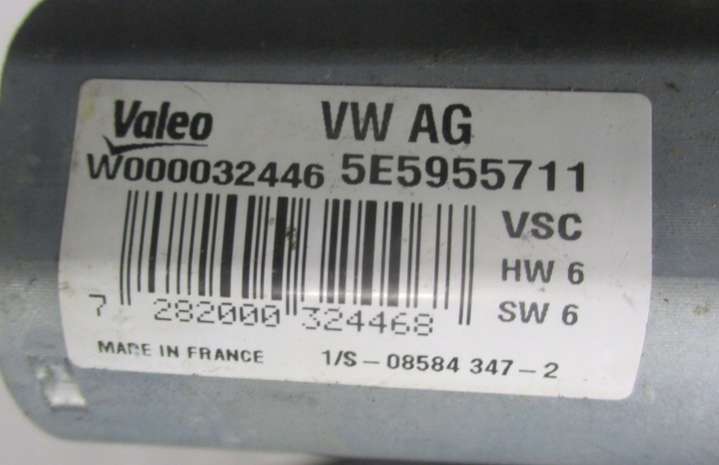 Valeo VW AG
W000032446 5E5955711
VSC
HW 6
SW 6
7 282000 324468
MADE IN FRANCE 1/S-08584 347-2